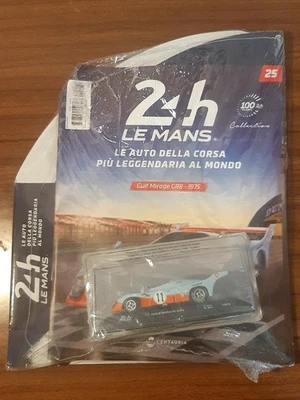 25
24h
LE MANS
100 an
Collection
LE AUTO DELLA CORSA
PIÙ LEGGENDARIA AL MONDO
Gulf Mirage GR8 - 1975
24h
LE MANS
LE AUTO
DELLA CORSA
PIÙ LEGGENDARIA
AL MONDO
11
CENTAURIA